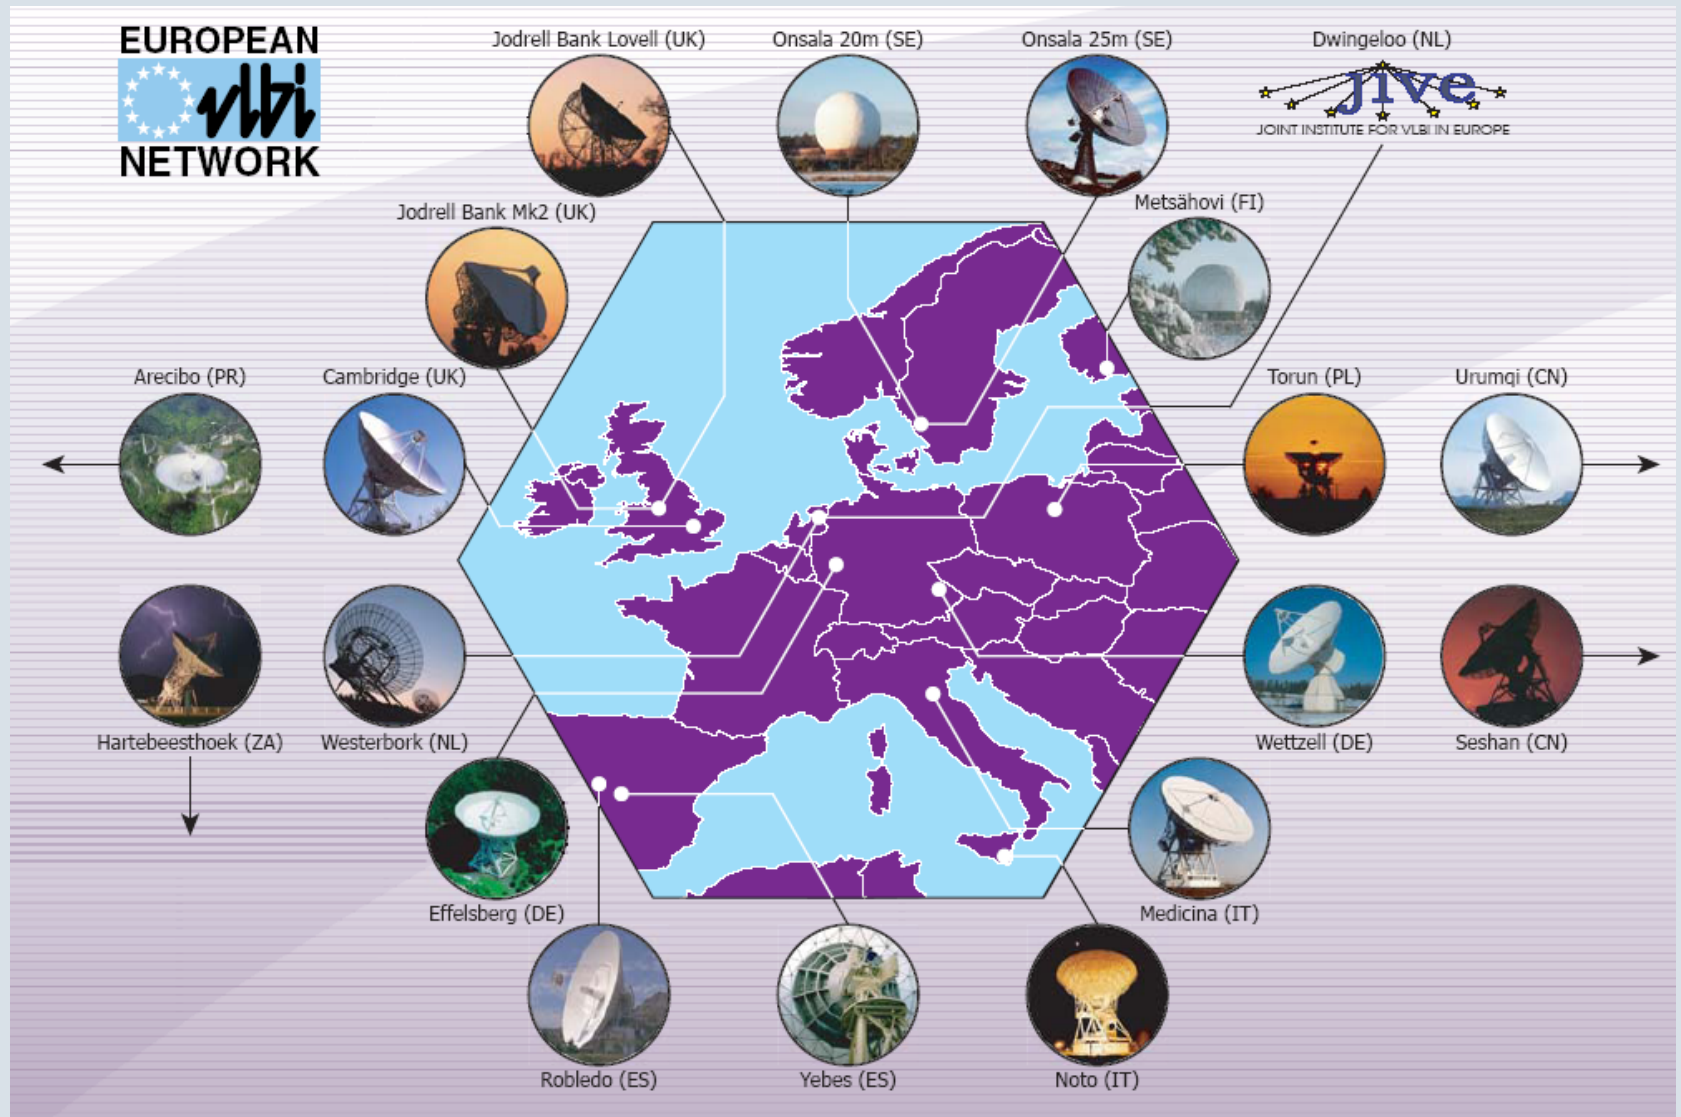 EUROPEAN
vlbi
NETWORK
Jodrell Bank Lovell (UK)
Onsala 20m (SE)
Onsala 25m (SE)
Dwingeloo (NL)
jive
JOINT INSTITUTE FOR VLBI IN EUROPE
Jodrell Bank Mk2 (UK)
Metsähovi (FI)
Arecibo (PR)
Cambridge (UK)
Torun (PL)
Urumqi (CN)
Hartebeesthoek (ZA)
Westerbork (NL)
Wettzell (DE)
Seshan (CN)
Effelsberg (DE)
Medicina (IT)
Robledo (ES)
Yebes (ES)
Noto (IT)